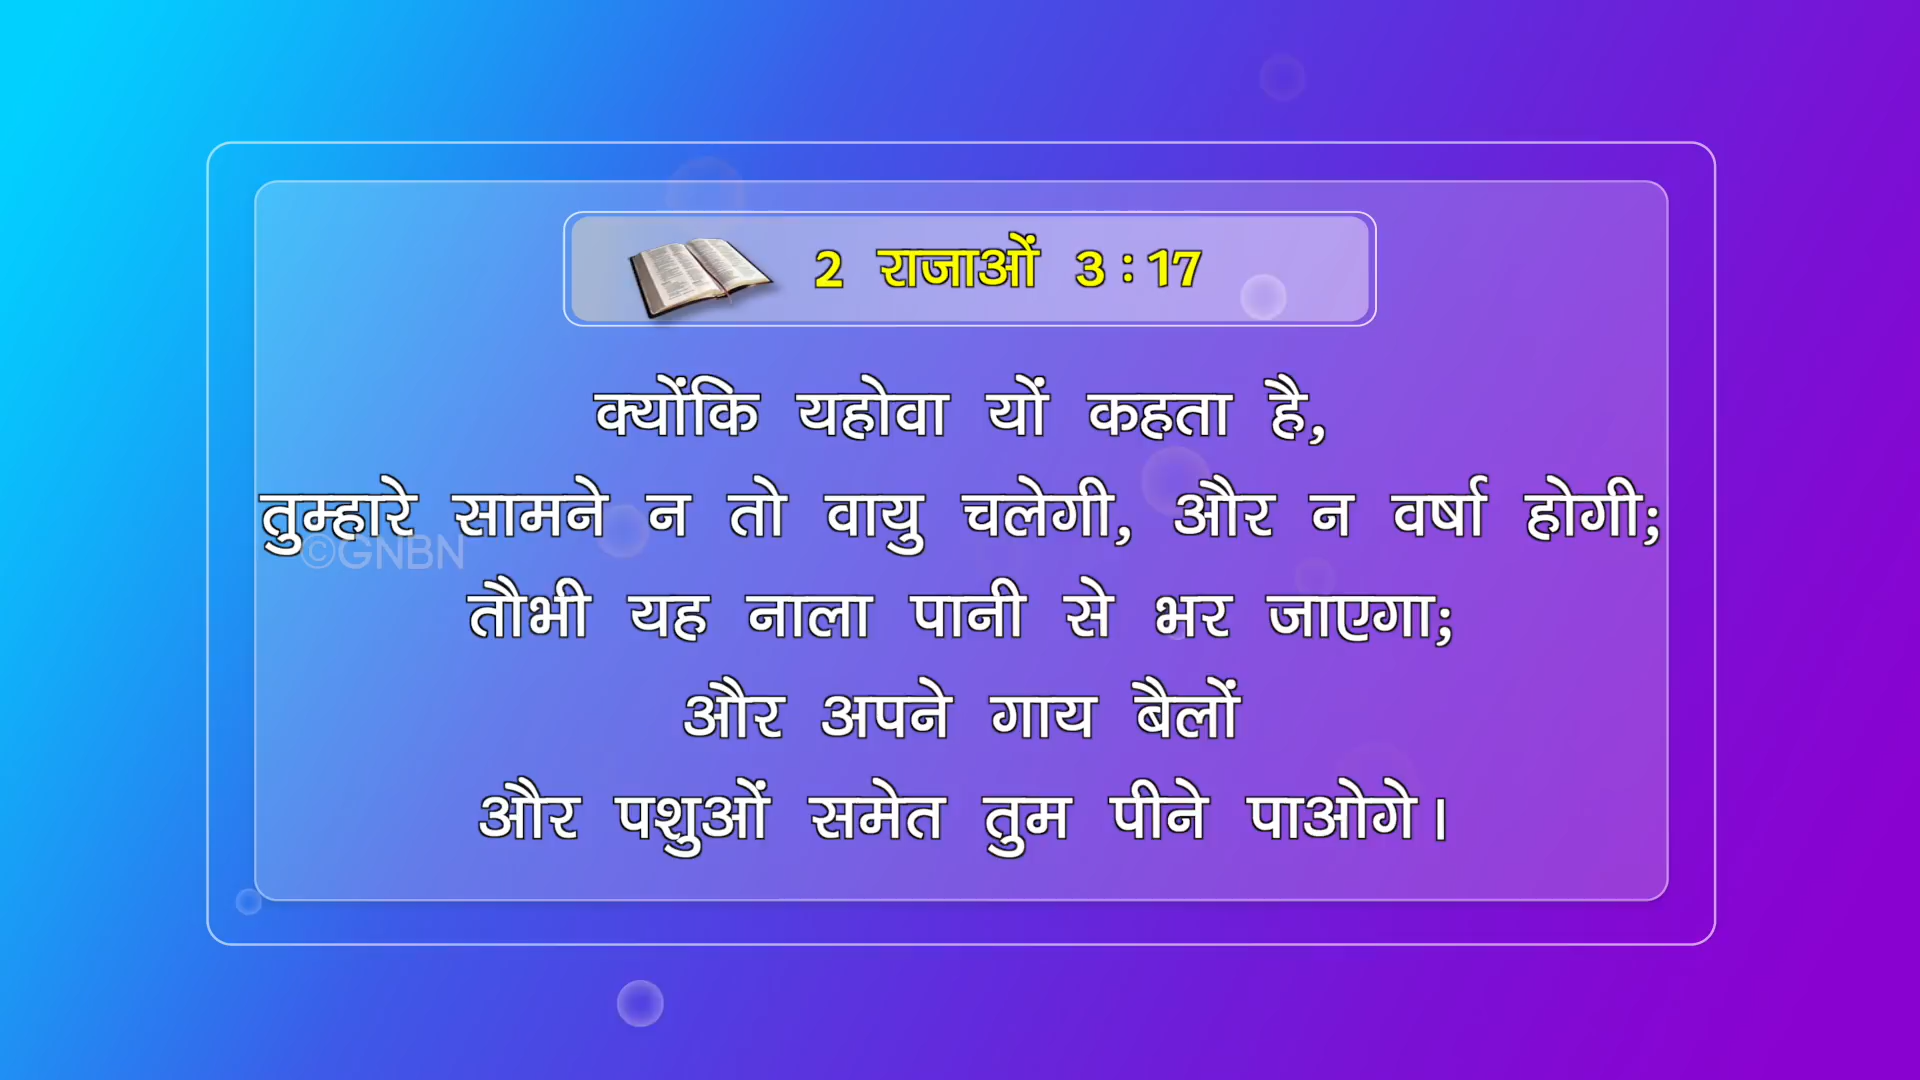 2 राजाओं 3:17
क्योंकि यहोवा यों कहता है,
तुम्हारे सामने न तो वायु चलेगी, और न वर्षा होगी;
©GNBN
तौभी यह नाला पानी से भर जाएगा;
और अपने गाय बैलों
और पशुओं समेत तुम पीने पाओगे।